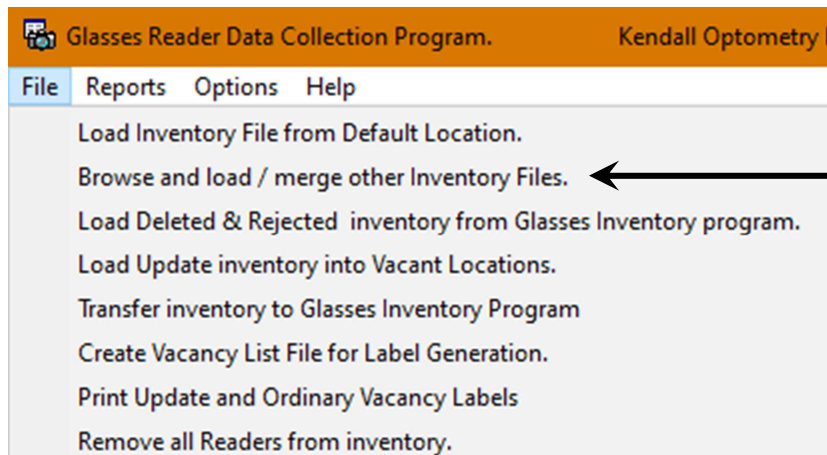 Glasses Reader Data Collection Program. Kendall Optometry
File Reports Options Help
Load Inventory File from Default Location.
Browse and load / merge other Inventory Files.
Load Deleted & Rejected inventory from Glasses Inventory program.
Load Update inventory into Vacant Locations.
Transfer inventory to Glasses Inventory Program
Create Vacancy List File for Label Generation.
Print Update and Ordinary Vacancy Labels
Remove all Readers from inventory.